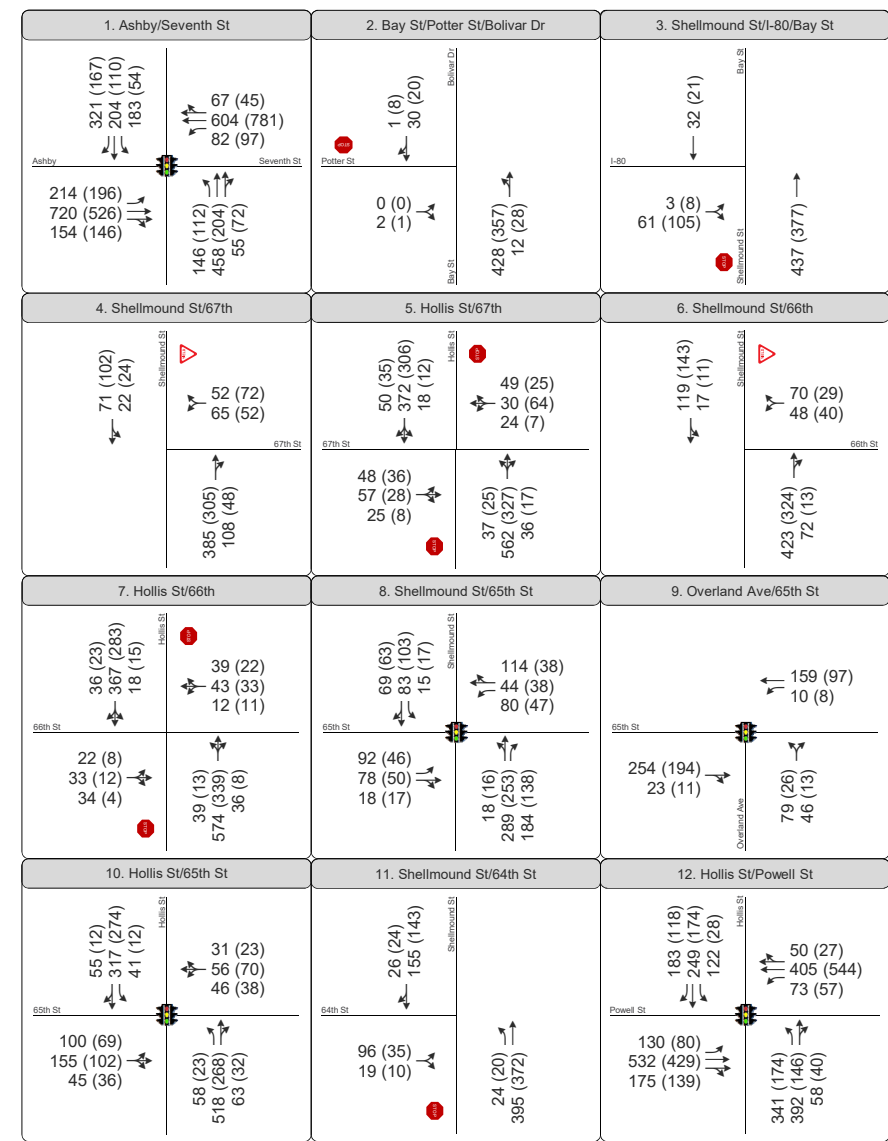 1. Ashby/Seventh St
321 (167)
204 (110)
183 (54)
67 (45)
604 (781)
82 (97)
Ashby
Seventh St
214 (196)
720 (526)
154 (146)
146 (112)
458 (204)
55 (72)
2. Bay St/Potter St/Bolivar Dr
Bolivar Dr
1 (8)
30 (20)
STOP
Potter St
0 (0)
2 (1)
Bay St
428 (357)
12 (28)
3. Shellmound St/I-80/Bay St
Bay St
32 (21)
I-80
3 (8)
61 (105)
STOP
Shellmound St
437 (377)
4. Shellmound St/67th
71 (102)
22 (24)
Shellmound St
52 (72)
65 (52)
67th St
385 (305)
108 (48)
5. Hollis St/67th
50 (35)
372 (306)
18 (12)
Hollis St
STOP
49 (25)
30 (64)
24 (7)
67th St
48 (36)
57 (28)
25 (8)
STOP
37 (25)
562 (327)
36 (17)
6. Shellmound St/66th
119 (143)
17 (11)
Shellmound St
70 (29)
48 (40)
66th St
423 (324)
72 (13)
7. Hollis St/66th
36 (23)
367 (283)
18 (15)
Hollis St
STOP
39 (22)
43 (33)
12 (11)
66th St
22 (8)
33 (12)
34 (4)
STOP
39 (13)
574 (339)
36 (8)
8. Shellmound St/65th St
69 (63)
83 (103)
15 (17)
Shellmound St
114 (38)
44 (38)
80 (47)
65th St
92 (46)
78 (50)
18 (17)
18 (16)
289 (253)
184 (138)
9. Overland Ave/65th St
159 (97)
10 (8)
65th St
254 (194)
23 (11)
Overland Ave
79 (26)
46 (13)
10. Hollis St/65th St
55 (12)
317 (274)
41 (12)
Hollis St
31 (23)
56 (70)
46 (38)
65th St
100 (69)
155 (102)
45 (36)
58 (23)
518 (268)
63 (32)
11. Shellmound St/64th St
26 (24)
155 (143)
Shellmound St
64th St
96 (35)
19 (10)
STOP
24 (20)
395 (372)
12. Hollis St/Powell St
183 (118)
249 (174)
122 (28)
Hollis St
50 (27)
405 (544)
73 (57)
Powell St
130 (80)
532 (429)
175 (139)
341 (174)
392 (146)
58 (40)